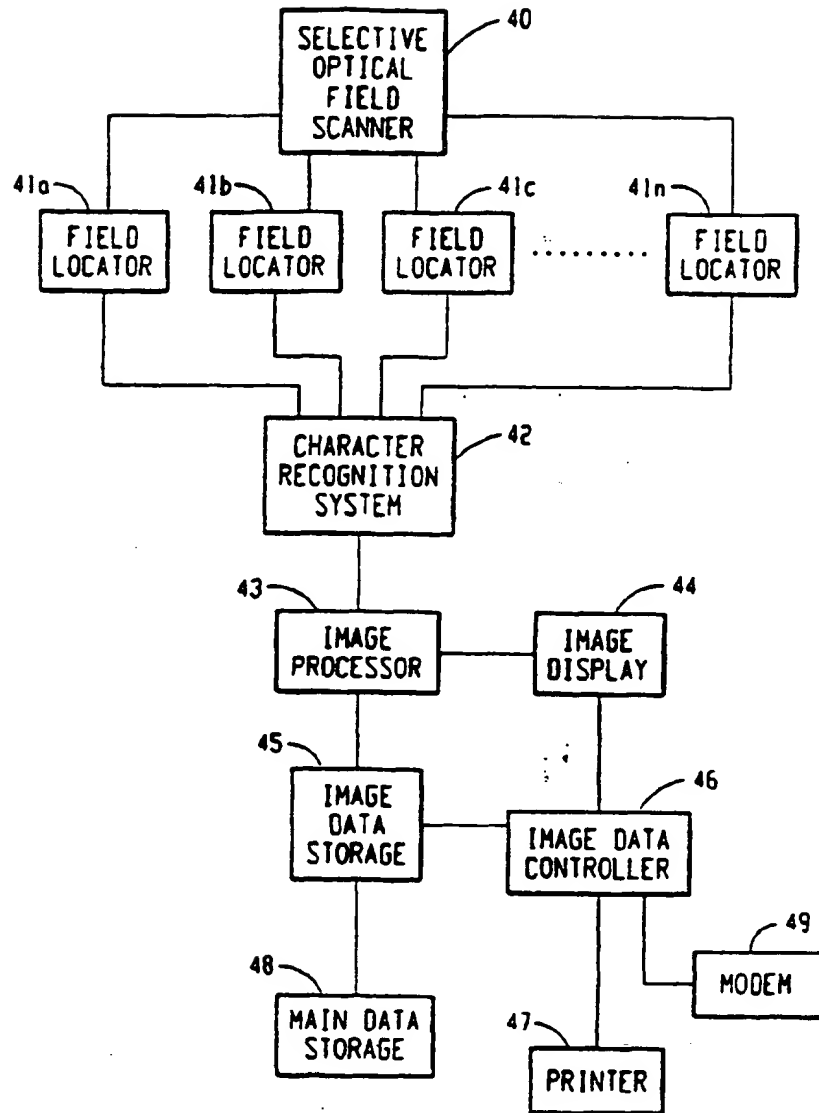 40
SELECTIVE
OPTICAL
FIELD
SCANNER
41a
41b
41c
41n
FIELD
LOCATOR
FIELD
LOCATOR
FIELD
LOCATOR
FIELD
LOCATOR
42
CHARACTER
RECOGNITION
SYSTEM
43
44
IMAGE
PROCESSOR
IMAGE
DISPLAY
45
46
IMAGE
DATA
STORAGE
IMAGE DATA
CONTROLLER
49
MODEM
48
MAIN DATA
STORAGE
47
PRINTER